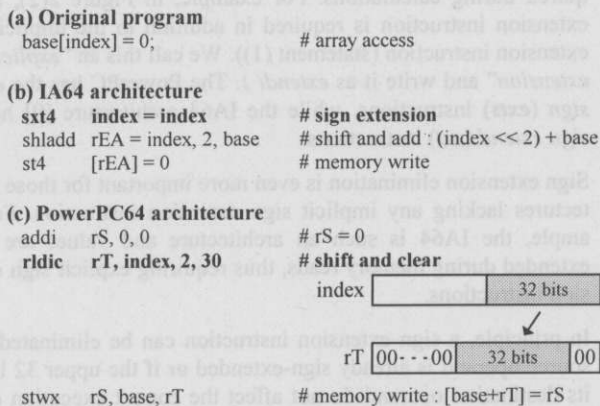 (a) Original program
base[index] = 0; # array access
(b) IA64 architecture
sxt4 index = index # sign extension
shladd rEA = index, 2, base # shift and add : (index << 2) + base
st4 [rEA] = 0 # memory write
(c) PowerPC64 architecture
addi rS, 0, 0 # rS = 0
rldic rT, index, 2, 30 # shift and clear
index 32 bits
rT 00- - -00 32 bits 00
stwx rS, base, rT # memory write : [base+rT] = rS